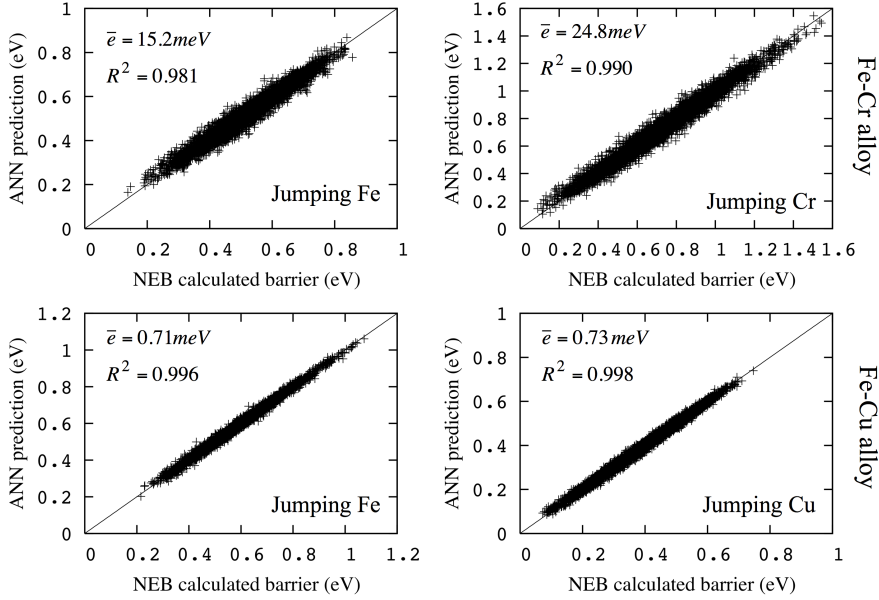 ē = 15.2meV
R² = 0.981
ANN prediction (eV)
1
0.8
0.6
0.4
0.2
0
Jumping Fe
0 0.2 0.4 0.6 0.8 1
NEB calculated barrier (eV)
ē = 24.8meV
R² = 0.990
ANN prediction (eV)
1.6
1.4
1.2
1
0.8
0.6
0.4
0.2
0
Jumping Cr
0 0.2 0.4 0.6 0.8 1 1.2 1.4 1.6
NEB calculated barrier (eV)
Fe-Cr alloy
ē = 0.71meV
R² = 0.996
ANN prediction (eV)
1.2
1
0.8
0.6
0.4
0.2
0
Jumping Fe
0 0.2 0.4 0.6 0.8 1 1.2
NEB calculated barrier (eV)
ē = 0.73meV
R² = 0.998
ANN prediction (eV)
1
0.8
0.6
0.4
0.2
0
Jumping Cu
0 0.2 0.4 0.6 0.8 1
NEB calculated barrier (eV)
Fe-Cu alloy